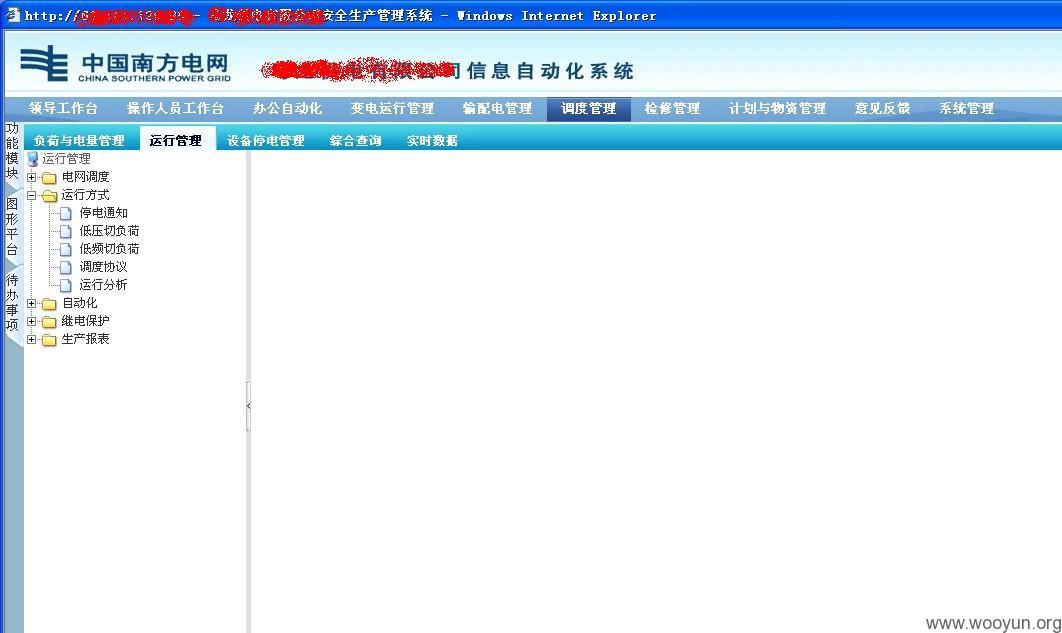 http:// 安全生产管理系统 - Windows Internet Explorer
中国南方电网
CHINA SOUTHERN POWER GRID
信息自动化系统
领导工作台 操作人员工作台 办公自动化 变电运行管理 输配电管理 调度管理 检修管理 计划与物资管理 意见反馈 系统管理
负荷与电量管理 运行管理 设备停电管理 综合查询 实时数据
功能模块
图形平台
待办事项
运行管理
电网调度
运行方式
停电通知
低压切负荷
低频切负荷
调度协议
运行分析
自动化
继电保护
生产报表
www.wooyun.org